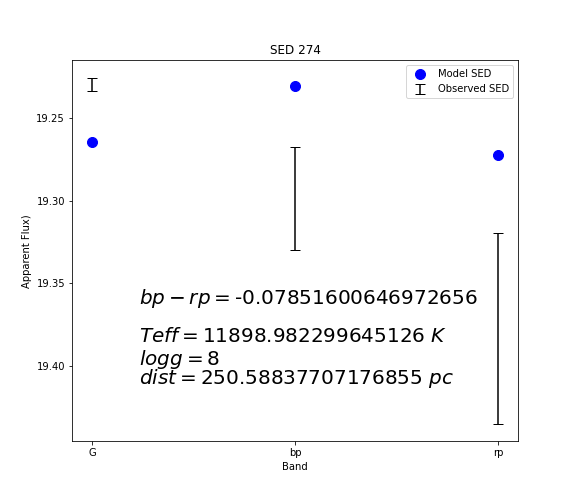 SED 274
Model SED
Observed SED
19.25
19.30
19.35
19.40
Apparent Flux)
bp − rp = -0.07851600646972656
Teff = 11898.982299645126 K
logg = 8
dist = 250.58837707176855 pc
G bp rp
Band